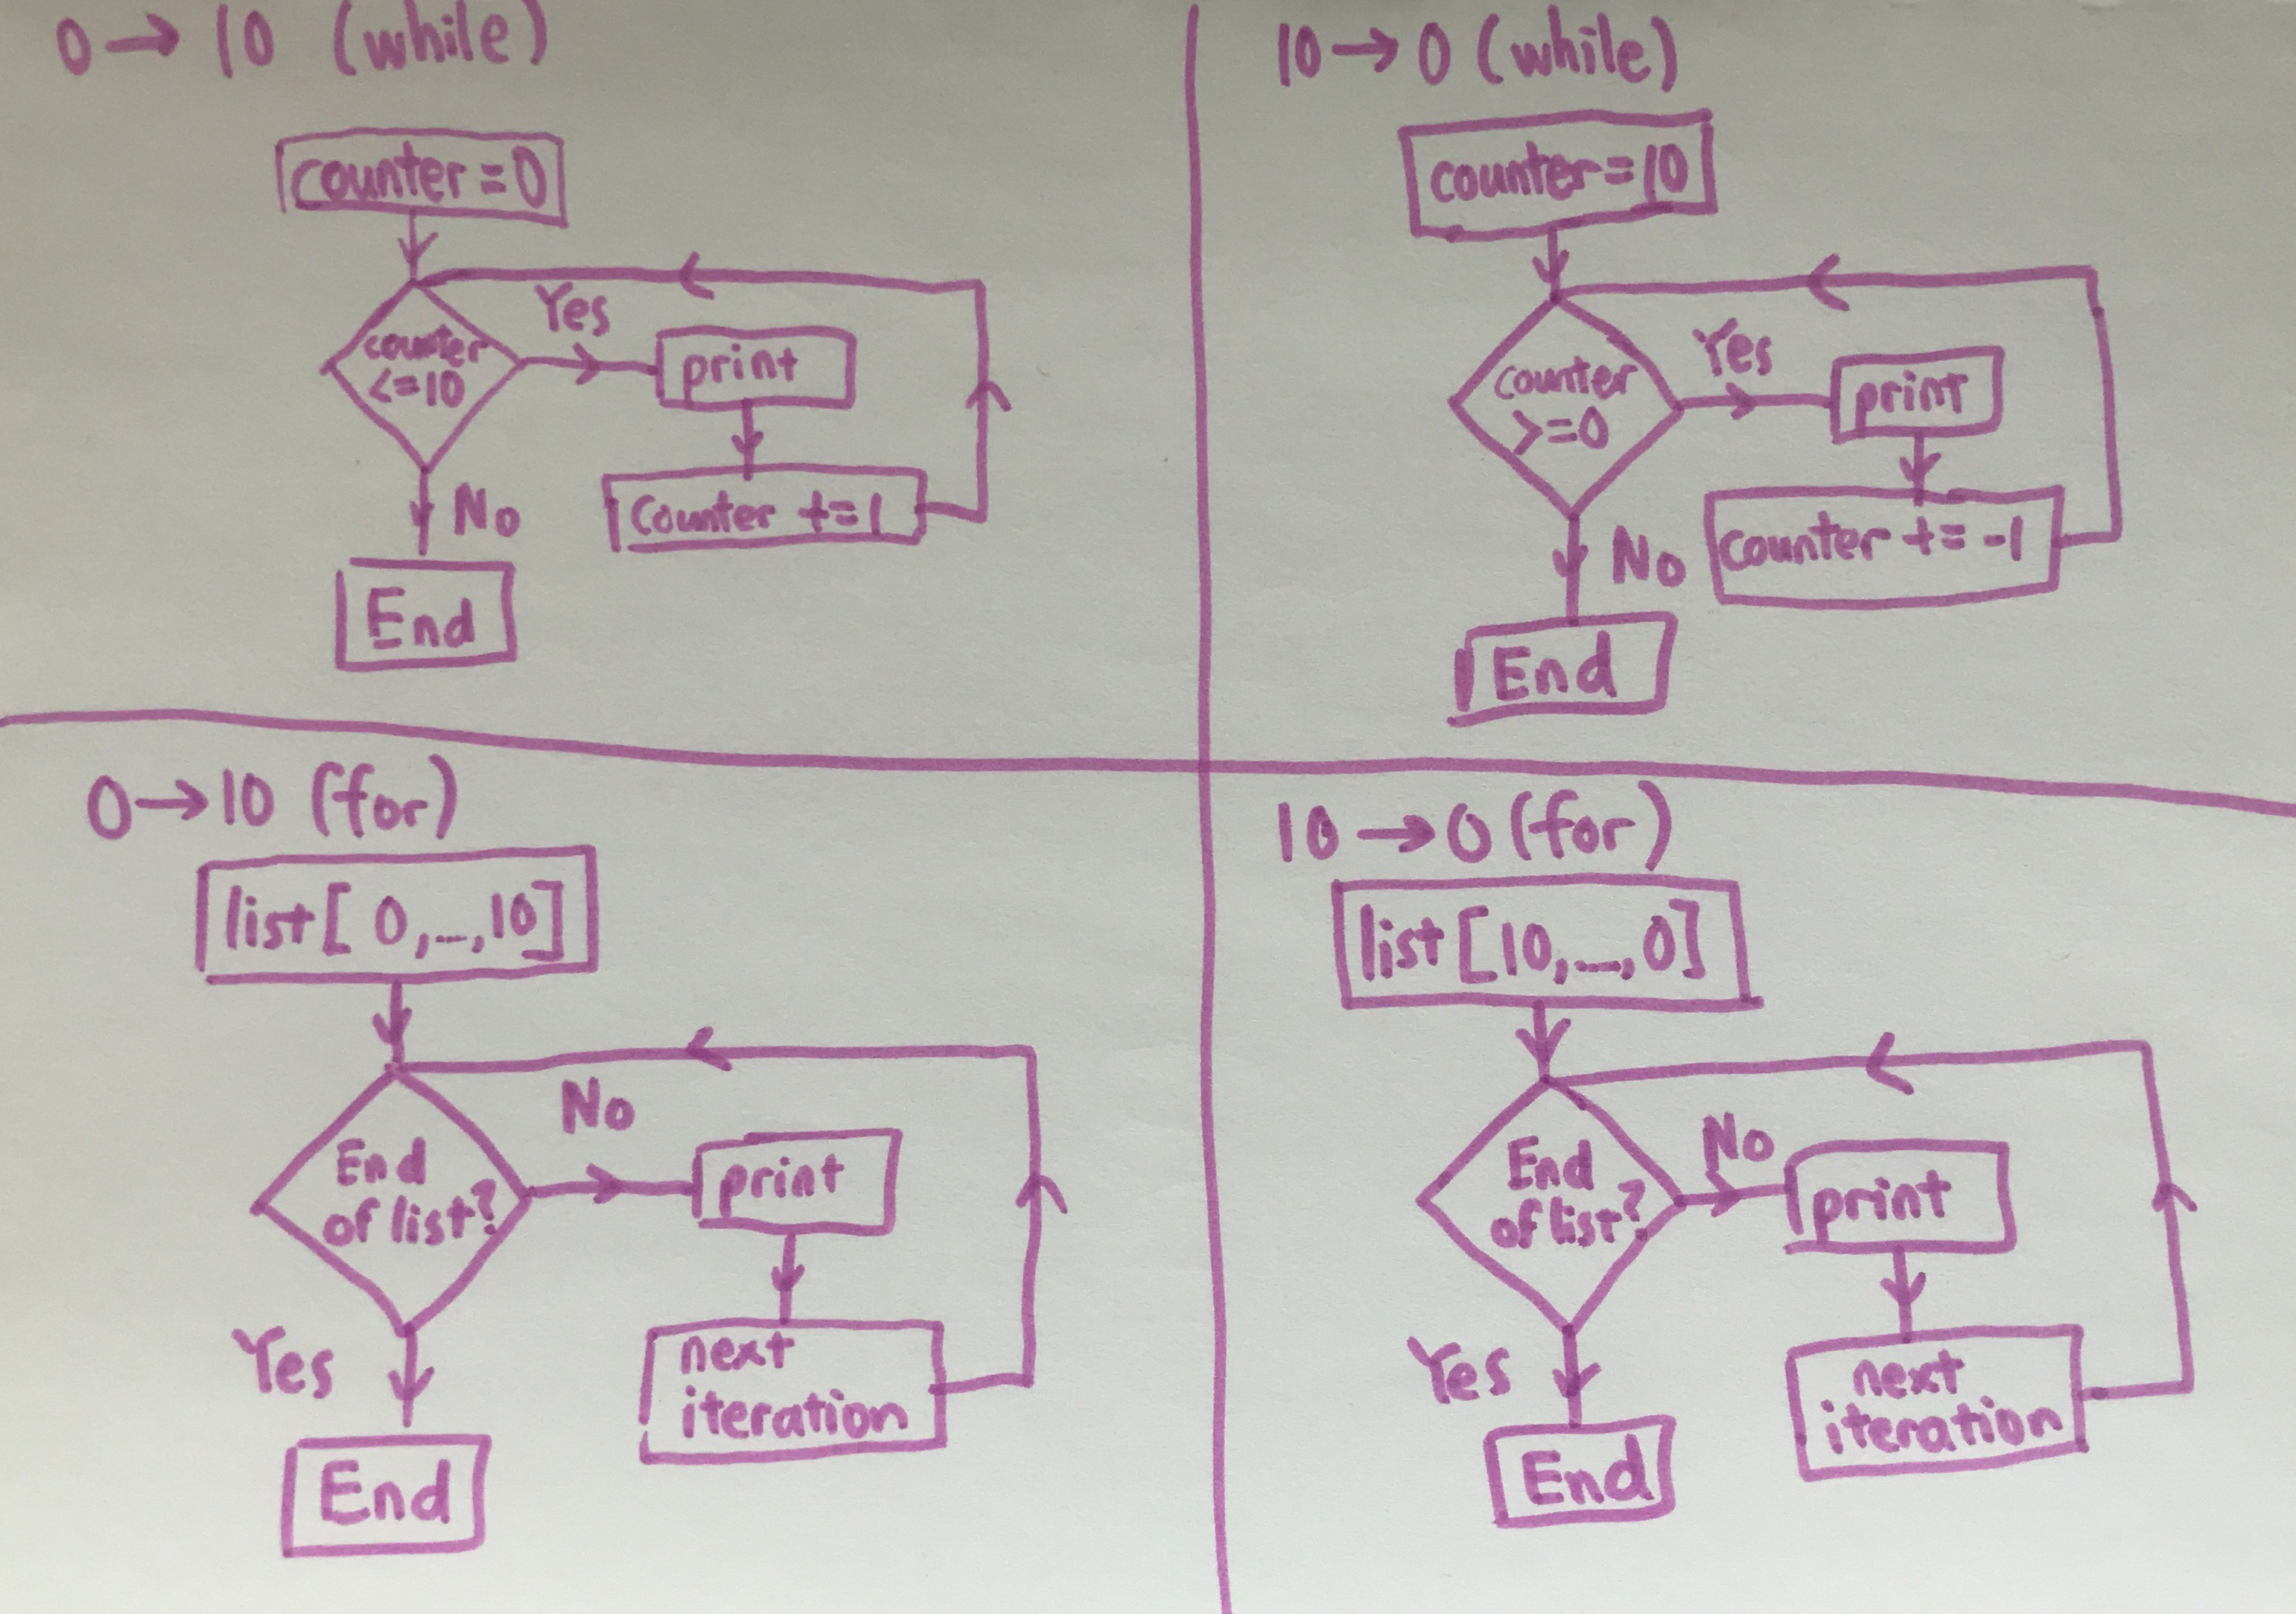 0 → 10 (while)
counter = 0
counter
<=10
Yes
print
counter +=1
No
End
10 → 0 (while)
counter=10
counter
>=0
Yes
print
counter += -1
No
End
0→10 (for)
list[ 0,...,10]
End
of list?
No
print
next
iteration
Yes
End
10 → 0 (for)
list [10,...,0]
End
of list?
No
print
next
iteration
Yes
End